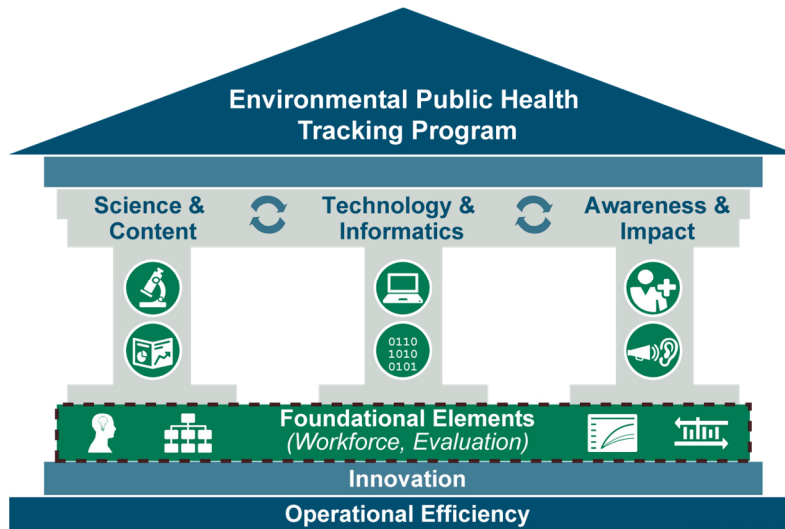 Environmental Public Health
Tracking Program
Science &
Content
Technology &
Informatics
Awareness &
Impact
0110
1010
0101
Foundational Elements
(Workforce, Evaluation)
Innovation
Operational Efficiency